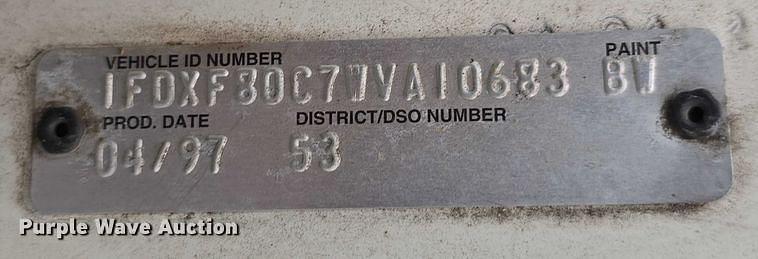 VEHICLE ID NUMBER PAINT
1FDXF80C7WVA10683 BW
PROD. DATE DISTRICT/DSO NUMBER
04/97 53
Purple Wave Auction